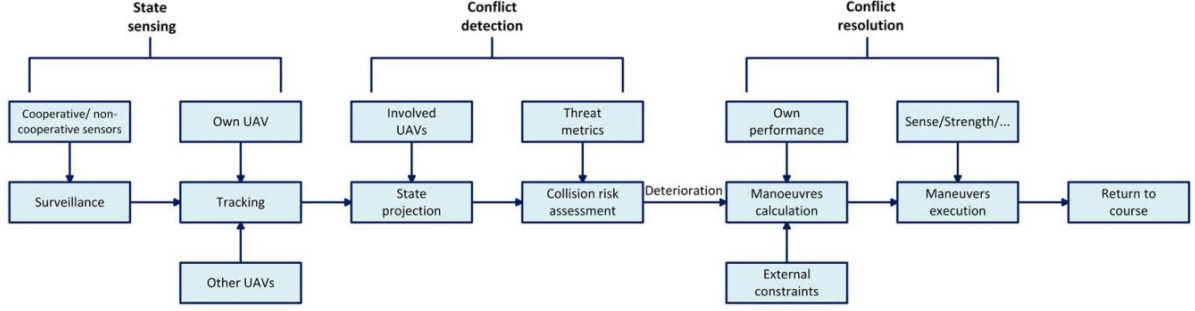 State
sensing
Conflict
detection
Conflict
resolution
Cooperative/ non-
cooperative sensors
Own UAV
Involved
UAVs
Threat
metrics
Own
performance
Sense/Strength/...
Surveillance
Tracking
State
projection
Collision risk
assessment
Deterioration
Manoeuvres
calculation
Maneuvers
execution
Return to
course
Other UAVs
External
constraints